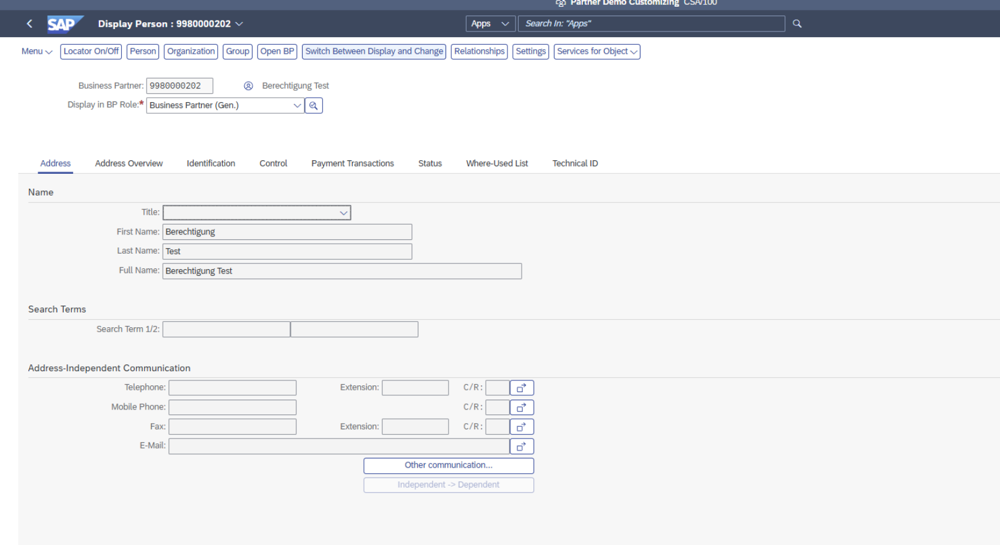 Partner Demo Customizing CSA/100
SAP Display Person : 9980000202 Apps Search In: "Apps"
Menu Locator On/Off Person Organization Group Open BP Switch Between Display and Change Relationships Settings Services for Object
Business Partner: 9980000202 Berechtigung Test
Display in BP Role:* Business Partner (Gen.)
Address Address Overview Identification Control Payment Transactions Status Where-Used List Technical ID
Name
Title:
First Name: Berechtigung
Last Name: Test
Full Name: Berechtigung Test
Search Terms
Search Term 1/2:
Address-Independent Communication
Telephone: Extension: C/R:
Mobile Phone: C/R:
Fax: Extension: C/R:
E-Mail:
Other communication...
Independent -> Dependent